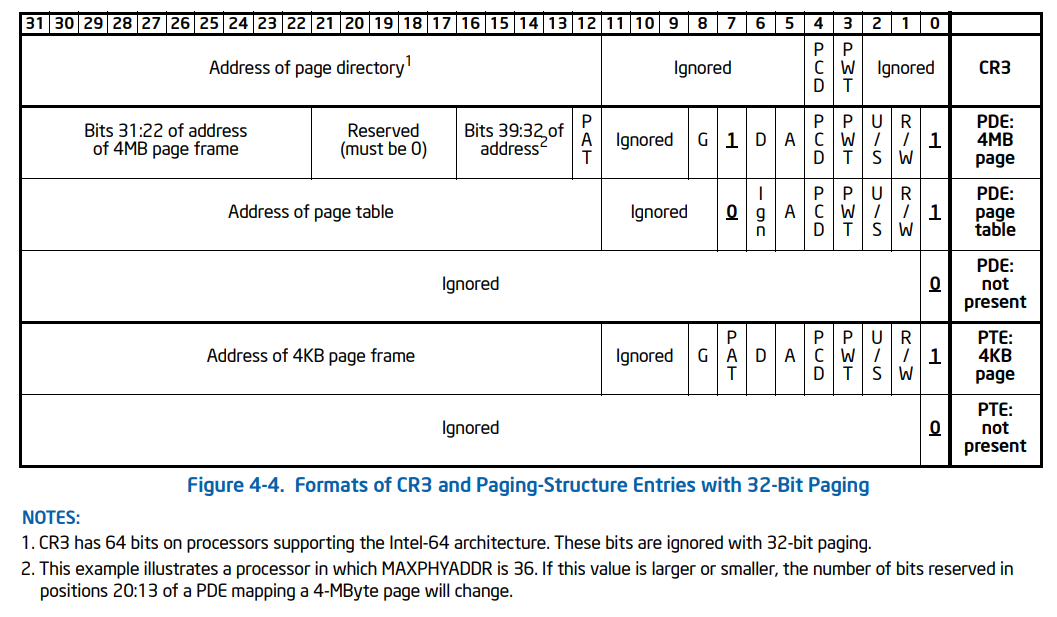 31 30 29 28 27 26 25 24 23 22 21 20 19 18 17 16 15 14 13 12 11 10 9 8 7 6 5 4 3 2 1 0
Address of page directory1 Ignored PCD PWT Ignored CR3
Bits 31:22 of address of 4MB page frame Reserved (must be 0) Bits 39:32 of address2 PAT Ignored G 1 D A PCD PWT U/S R/W 1 PDE: 4MB page
Address of page table Ignored 0 Ign A PCD PWT U/S R/W 1 PDE: page table
Ignored 0 PDE: not present
Address of 4KB page frame Ignored G PAT D A PCD PWT U/S R/W 1 PTE: 4KB page
Ignored 0 PTE: not present
Figure 4-4. Formats of CR3 and Paging-Structure Entries with 32-Bit Paging
NOTES:
1. CR3 has 64 bits on processors supporting the Intel-64 architecture. These bits are ignored with 32-bit paging.
2. This example illustrates a processor in which MAXPHYADDR is 36. If this value is larger or smaller, the number of bits reserved in
positions 20:13 of a PDE mapping a 4-MByte page will change.